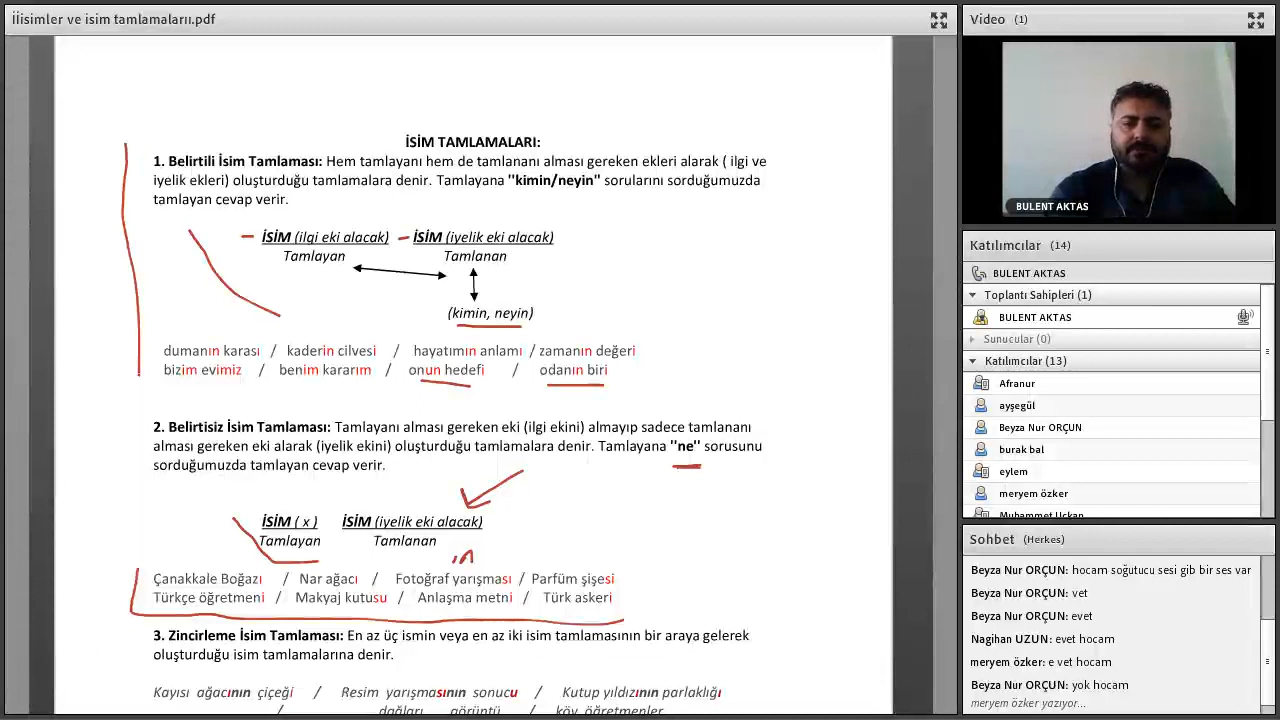 İİisimler ve isim tamlamalarıı.pdf
İSİM TAMLAMALARI:
1. Belirtili İsim Tamlaması: Hem tamlayanı hem de tamlananı alması gereken ekleri alarak ( ilgi ve
iyelik ekleri) oluşturduğu tamlamalara denir. Tamlayana "kimin/neyin" sorularını sorduğumuzda
tamlayan cevap verir.
İSİM (ilgi eki alacak) İSİM (iyelik eki alacak)
Tamlayan Tamlanan
(kimin, neyin)
dumanın karası / kaderin cilvesi / hayatımın anlamı / zamanın değeri
bizim evimiz / benim kararım / onun hedefi / odanın biri
2. Belirtisiz İsim Tamlaması: Tamlayanı alması gereken eki (ilgi ekini) almayıp sadece tamlananı
alması gereken eki alarak (iyelik ekini) oluşturduğu tamlamalara denir. Tamlayana "ne" sorusunu
sorduğumuzda tamlayan cevap verir.
İSİM ( x ) İSİM (iyelik eki alacak)
Tamlayan Tamlanan
Çanakkale Boğazı / Nar ağacı / Fotoğraf yarışması / Parfüm şişesi
Türkçe öğretmeni / Makyaj kutusu / Anlaşma metni / Türk askeri
3. Zincirleme İsim Tamlaması: En az üç ismin veya en az iki isim tamlamasının bir araya gelerek
oluşturduğu isim tamlamalarına denir.
Kayısı ağacının çiçeği / Resim yarışmasının sonucu / Kutup yıldızının parlaklığı
/ dağları görüntü / köy öğretmenler
Video (1)
BULENT AKTAS
Katılımcılar (14)
BULENT AKTAS
Toplantı Sahipleri (1)
BULENT AKTAS
Sunucular (0)
Katılımcılar (13)
Afranur
ayşegül
Beyza Nur ORÇUN
burak bal
eylem
meryem özker
Muhammet Uçkan
Sohbet (Herkes)
Beyza Nur ORÇUN: hocam soğutucu sesi gib bir ses var
Beyza Nur ORÇUN: vet
Beyza Nur ORÇUN: evet
Nagihan UZUN: evet hocam
meryem özker: e vet hocam
Beyza Nur ORÇUN: yok hocam
meryem özker yazıyor...